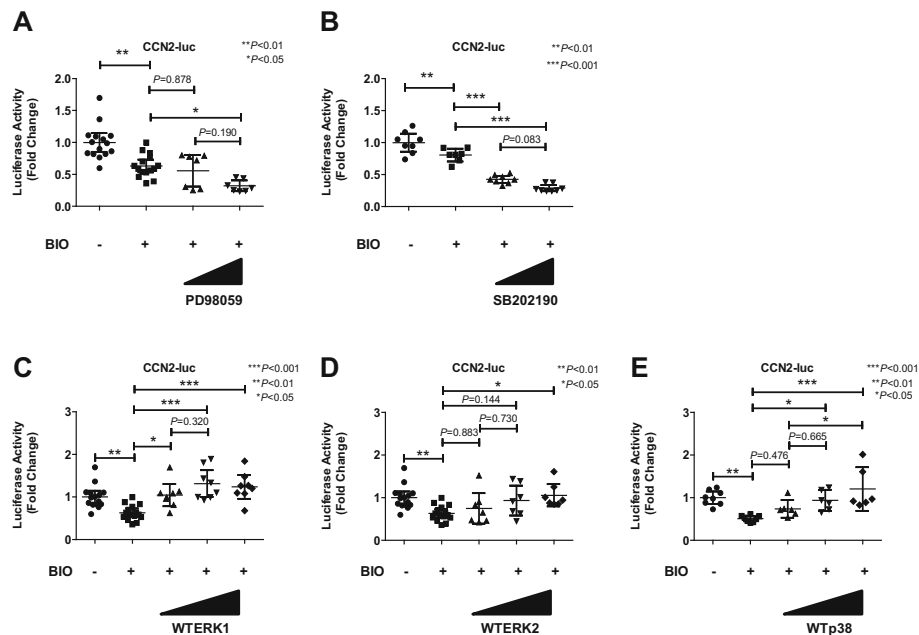 A
CCN2-luc
**P<0.01
*P<0.05
**
P=0.878
*
P=0.190
Luciferase Activity
(Fold Change)
2.0
1.5
1.0
0.5
0.0
BIO - + + +
PD98059
B
CCN2-luc
**P<0.01
***P<0.001
**
***
***
P=0.083
Luciferase Activity
(Fold Change)
2.0
1.5
1.0
0.5
0.0
BIO - + + +
SB202190
C
CCN2-luc
***P<0.001
**P<0.01
*P<0.05
***
***
P=0.320
*
**
Luciferase Activity
(Fold Change)
3
2
1
0
BIO - + + + +
WTERK1
D
CCN2-luc
**P<0.01
*P<0.05
*
P=0.144
P=0.730
P=0.883
**
Luciferase Activity
(Fold Change)
3
2
1
0
BIO - + + + +
WTERK2
E
CCN2-luc
***P<0.001
**P<0.01
*P<0.05
***
*
*
P=0.665
P=0.476
**
Luciferase Activity
(Fold Change)
3
2
1
0
BIO - + + + +
WTp38